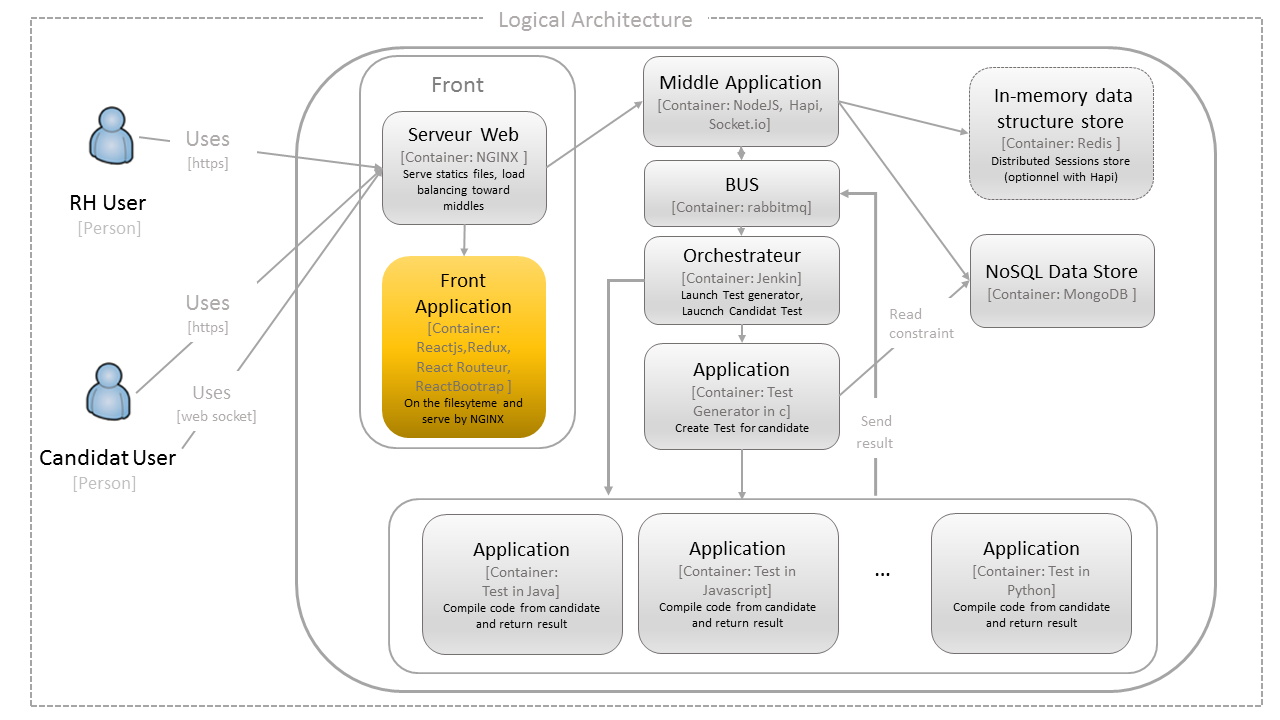 Logical Architecture
RH User
[Person]
Uses
[https]
Candidat User
[Person]
Uses
[https]
Uses
[web socket]
Front
Serveur Web
[Container: NGINX ]
Serve statics files, load
balancing toward
middles
Front
Application
[Container:
Reactjs,Redux,
React Routeur,
ReactBootrap ]
On the filesyteme and
serve by NGINX
Middle Application
[Container: NodeJS, Hapi,
Socket.io]
BUS
[Container: rabbitmq]
Orchestrateur
[Container: Jenkin]
Launch Test generator,
Laucnch Candidat Test
Application
[Container: Test
Generator in c]
Create Test for candidate
In-memory data
structure store
[Container: Redis ]
Distributed Sessions store
(optionnel with Hapi)
NoSQL Data Store
[Container: MongoDB ]
Read
constraint
Send
result
Application
[Container:
Test in Java]
Compile code from candidate
and return result
Application
[Container: Test in
Javascript]
Compile code from candidate
and return result
...
Application
[Container: Test in
Python]
Compile code from candidate
and return result